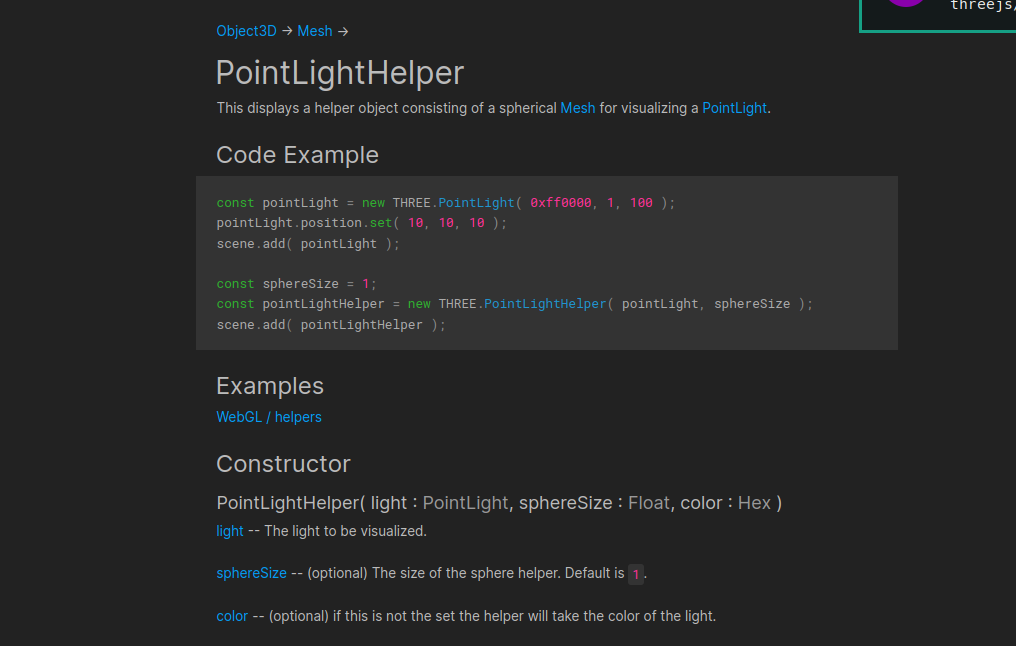 Object3D → Mesh →
threejs/
PointLightHelper
This displays a helper object consisting of a spherical Mesh for visualizing a PointLight.
Code Example
const pointLight = new THREE.PointLight( 0xff0000, 1, 100 );
pointLight.position.set( 10, 10, 10 );
scene.add( pointLight );
const sphereSize = 1;
const pointLightHelper = new THREE.PointLightHelper( pointLight, sphereSize );
scene.add( pointLightHelper );
Examples
WebGL / helpers
Constructor
PointLightHelper( light : PointLight, sphereSize : Float, color : Hex )
light -- The light to be visualized.
sphereSize -- (optional) The size of the sphere helper. Default is 1.
color -- (optional) if this is not the set the helper will take the color of the light.